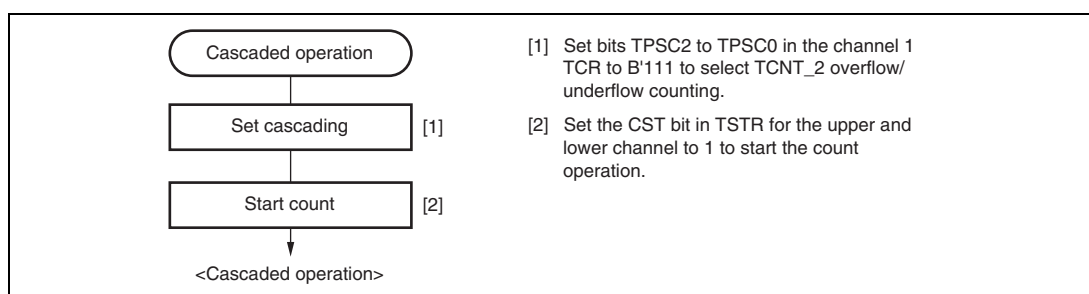 Cascaded operation
Set cascading [1]
Start count [2]
<Cascaded operation>
[1] Set bits TPSC2 to TPSC0 in the channel 1
TCR to B'111 to select TCNT_2 overflow/
underflow counting.
[2] Set the CST bit in TSTR for the upper and
lower channel to 1 to start the count
operation.